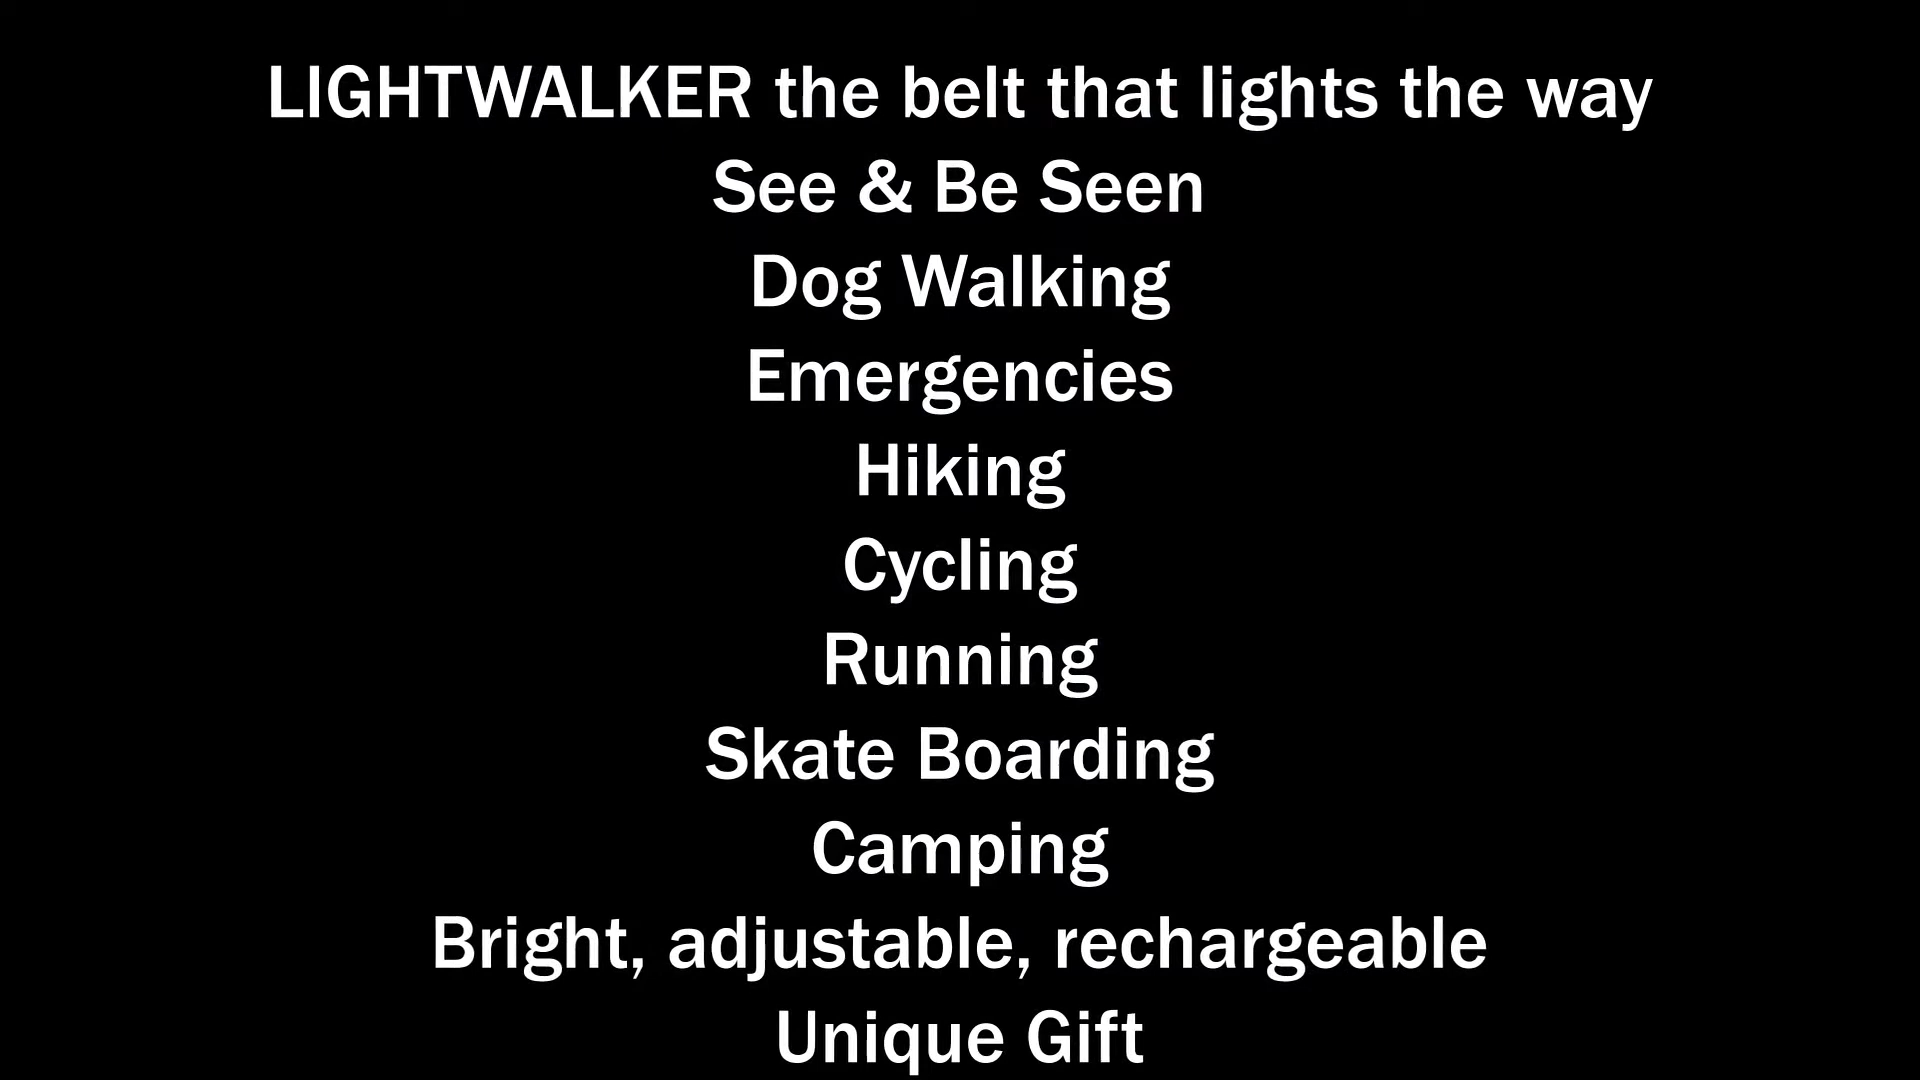 LIGHTWALKER the belt that lights the way
See & Be Seen
Dog Walking
Emergencies
Hiking
Cycling
Running
Skate Boarding
Camping
Bright, adjustable, rechargeable
Unique Gift